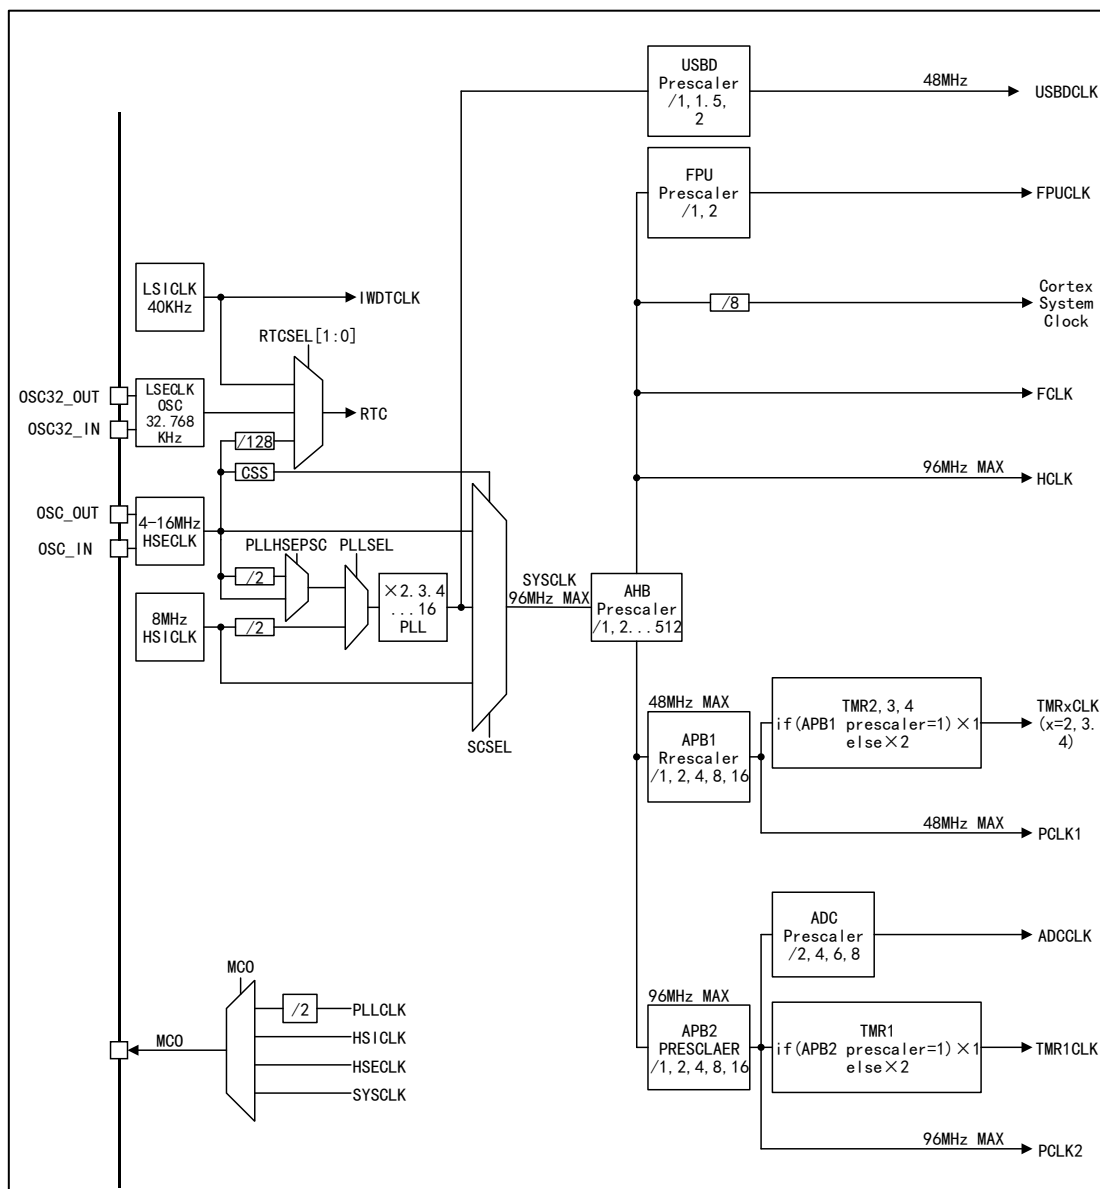 USBD
Prescaler
/1, 1.5,
2
48MHz
USBDCLK
FPU
Prescaler
/1, 2
FPUCLK
LSICLK
40KHz
IWDTCLK
/8
Cortex
System
Clock
RTCSEL[1:0]
OSC32_OUT
OSC32_IN
LSECLK
OSC
32.768
KHz
RTC
FCLK
/128
CSS
96MHz MAX
HCLK
OSC_OUT
OSC_IN
4-16MHz
HSECLK
PLLHSEPSC
PLLSEL
/2
×2.3.4
...16
PLL
SYSCLK
96MHz MAX
AHB
Prescaler
/1, 2...512
8MHz
HSICLK
/2
SCSEL
48MHz MAX
APB1
Rrescaler
/1, 2, 4, 8, 16
TMR2, 3, 4
if(APB1 prescaler=1)×1
else×2
TMRxCLK
(x=2, 3.
4)
48MHz MAX
PCLK1
ADC
Prescaler
/2, 4, 6, 8
ADCCLK
MCO
/2
PLLCLK
HSICLK
HSECLK
SYSCLK
MCO
96MHz MAX
APB2
PRESCLAER
/1, 2, 4, 8, 16
TMR1
if(APB2 prescaler=1)×1
else×2
TMR1CLK
96MHz MAX
PCLK2